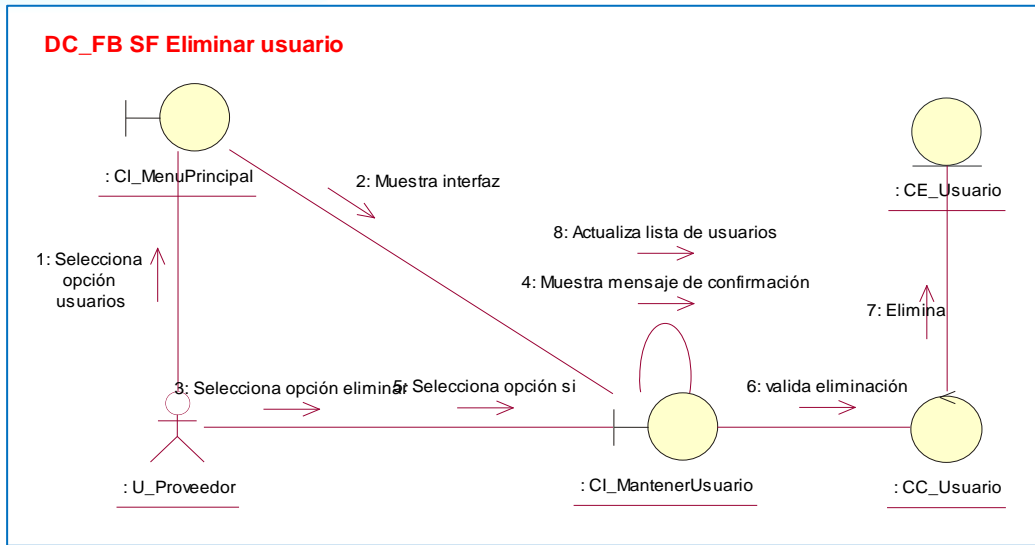 DC_FB SF Eliminar usuario
: CI_MenuPrincipal
2: Muestra interfaz
: CE_Usuario
8: Actualiza lista de usuarios
1: Selecciona
opción
usuarios
4: Muestra mensaje de confirmación
7: Elimina
3: Selecciona opción eliminar
5: Selecciona opción si
6: valida eliminación
: U_Proveedor
: CI_MantenerUsuario
: CC_Usuario